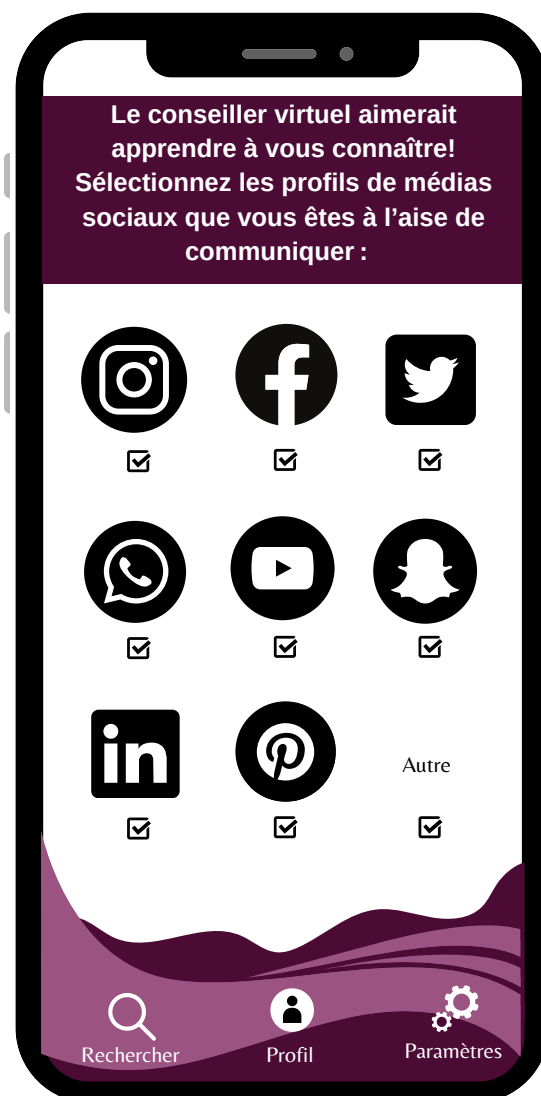 Le conseiller virtuel aimerait
apprendre à vous connaître!
Sélectionnez les profils de médias
sociaux que vous êtes à l’aise de
communiquer :
in
Autre
Rechercher
Profil
Paramètres